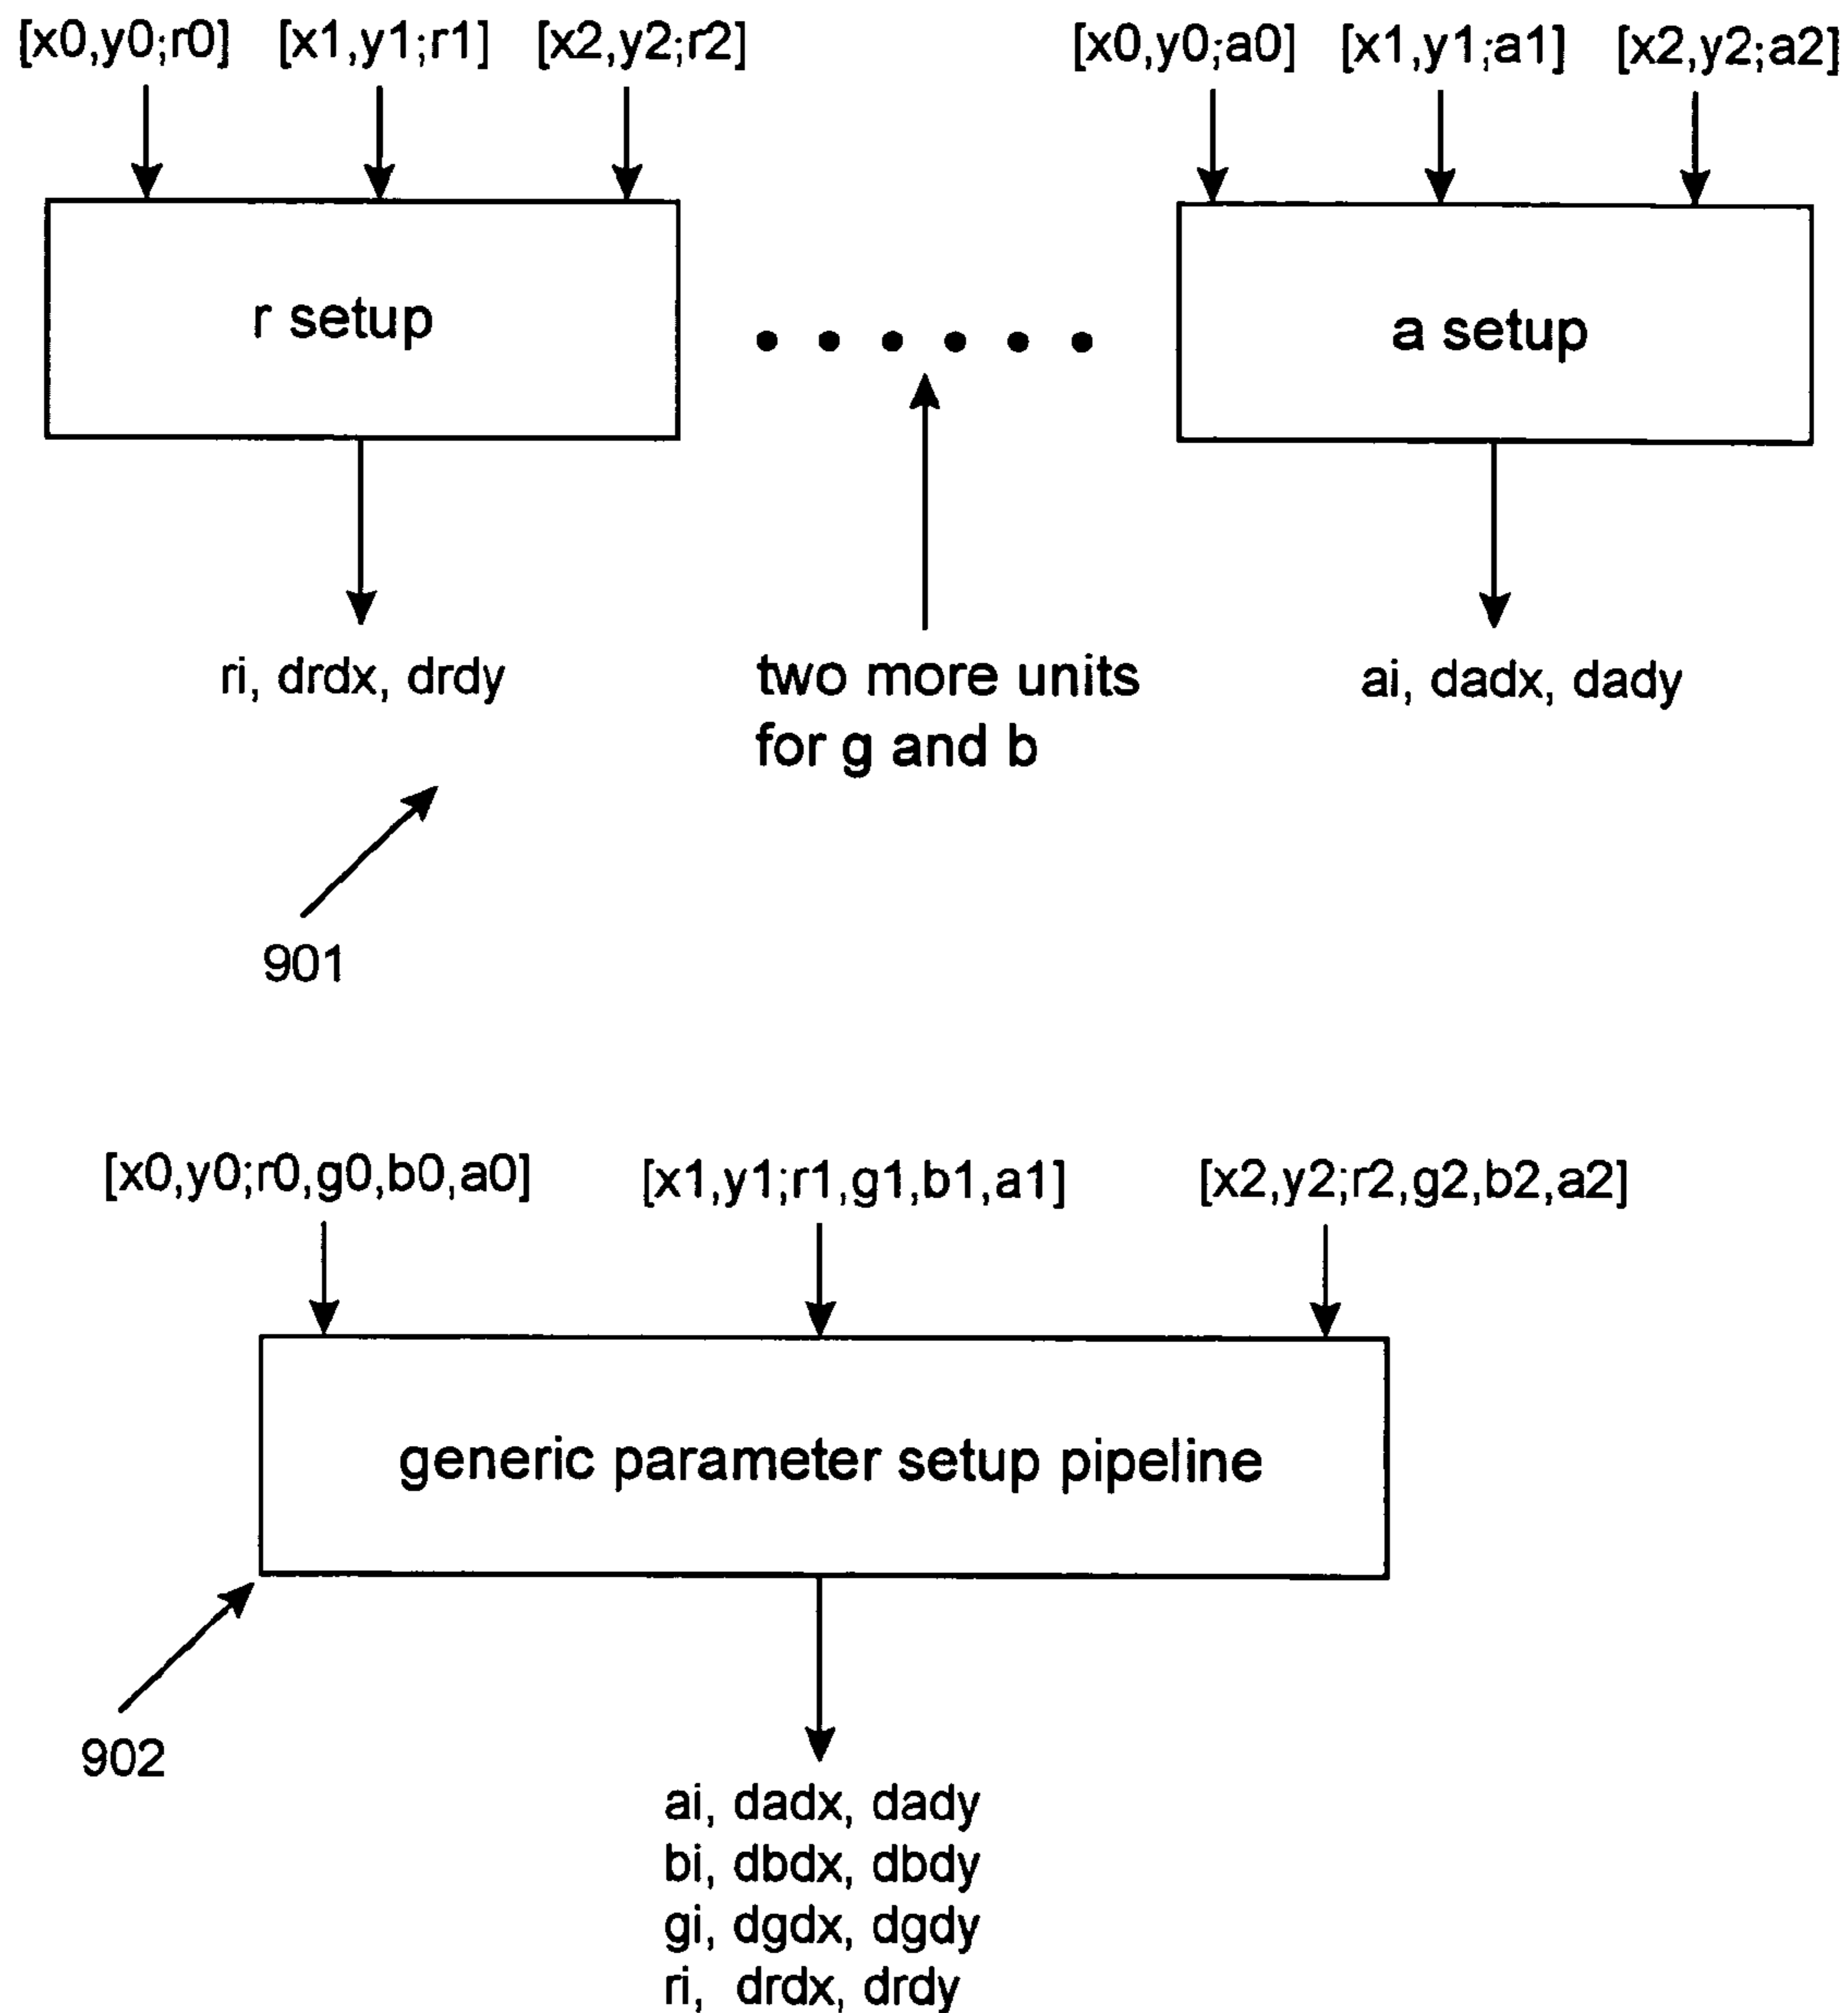 [x0,y0;r0] [x1,y1;r1] [x2,y2;r2] [x0,y0;a0] [x1,y1;a1] [x2,y2;a2]
r setup
a setup
ri, drdx, drdy
two more units
for g and b
ai, dadx, dady
901
[x0,y0;r0,g0,b0,a0] [x1,y1;r1,g1,b1,a1] [x2,y2;r2,g2,b2,a2]
generic parameter setup pipeline
902
ai, dadx, dady
bi, dbdx, dbdy
gi, dgdx, dgdy
ri, drdx, drdy